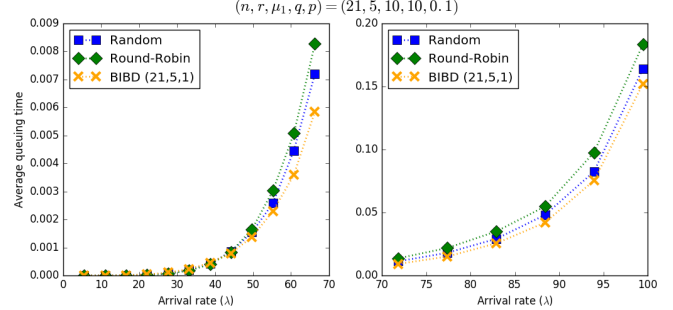 (n, r, μ₁, q, p) = (21, 5, 10, 10, 0.1)
Average queuing time
0.009
0.008
0.007
0.006
0.005
0.004
0.003
0.002
0.001
0.000
Random
Round-Robin
BIBD (21,5,1)
0 10 20 30 40 50 60 70
Arrival rate (λ)
0.20
0.15
0.10
0.05
0.00
Random
Round-Robin
BIBD (21,5,1)
70 75 80 85 90 95 100
Arrival rate (λ)